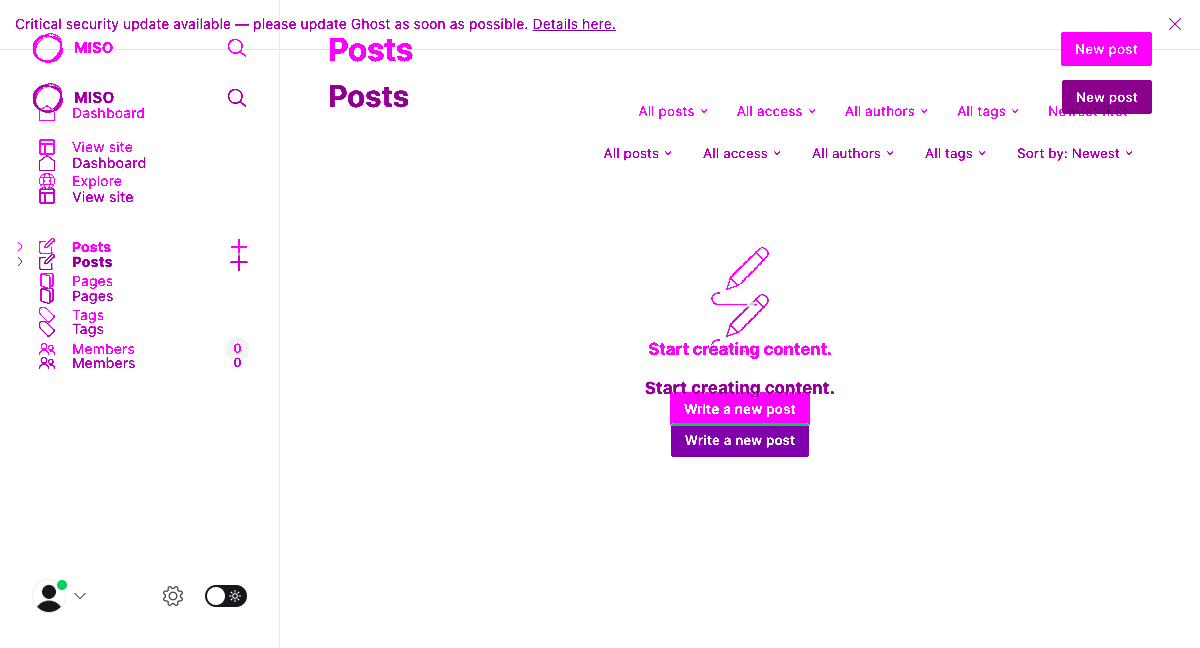 Critical security update available — please update Ghost as soon as possible. Details here.
MISO
Posts
New post
MISO
Posts
New post
Dashboard
All posts
All access
All authors
All tags
Newest first
View site
Dashboard
All posts
All access
All authors
All tags
Sort by: Newest
Explore
View site
Posts
Posts
Pages
Pages
Tags
Tags
Members 0
Members 0
Start creating content.
Start creating content.
Write a new post
Write a new post